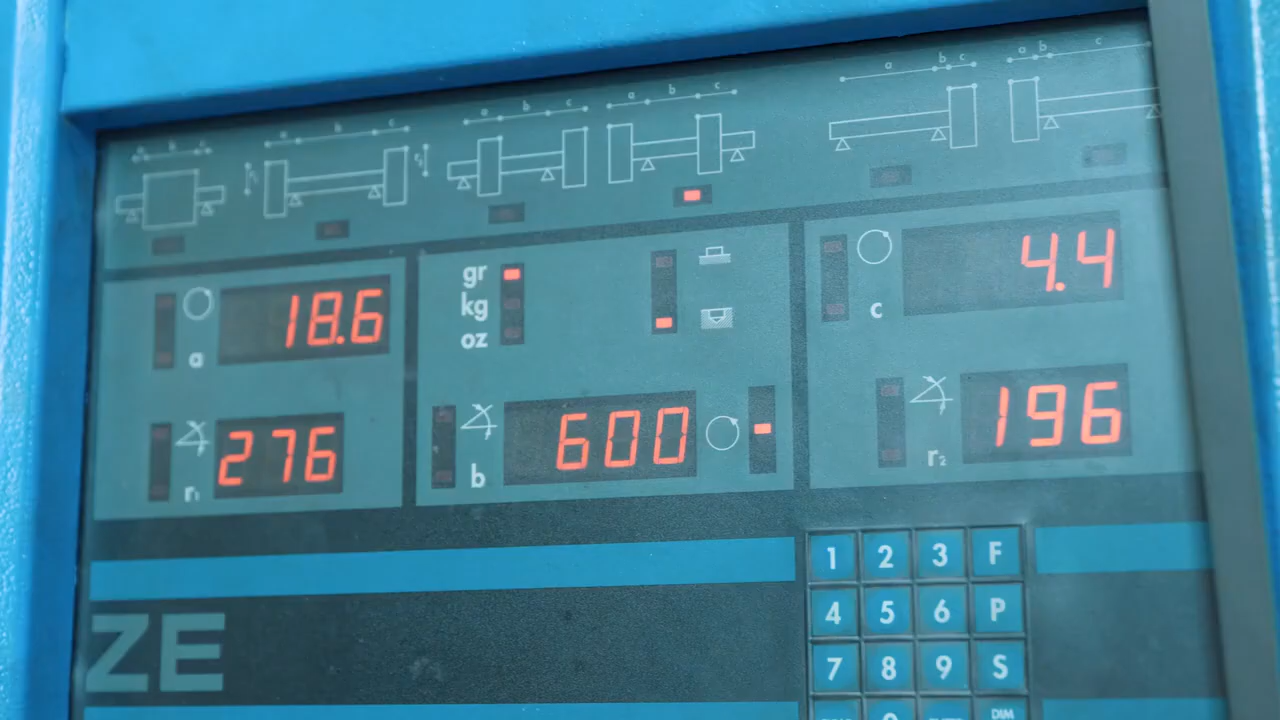 a b c
a b c
a b c
a b c
a b c
18.6
a
gr
kg
oz
4.4
c
276
r₁
600
b
196
r₂
1 2 3 F
4 5 6 P
7 8 9 S
DIM
ZE